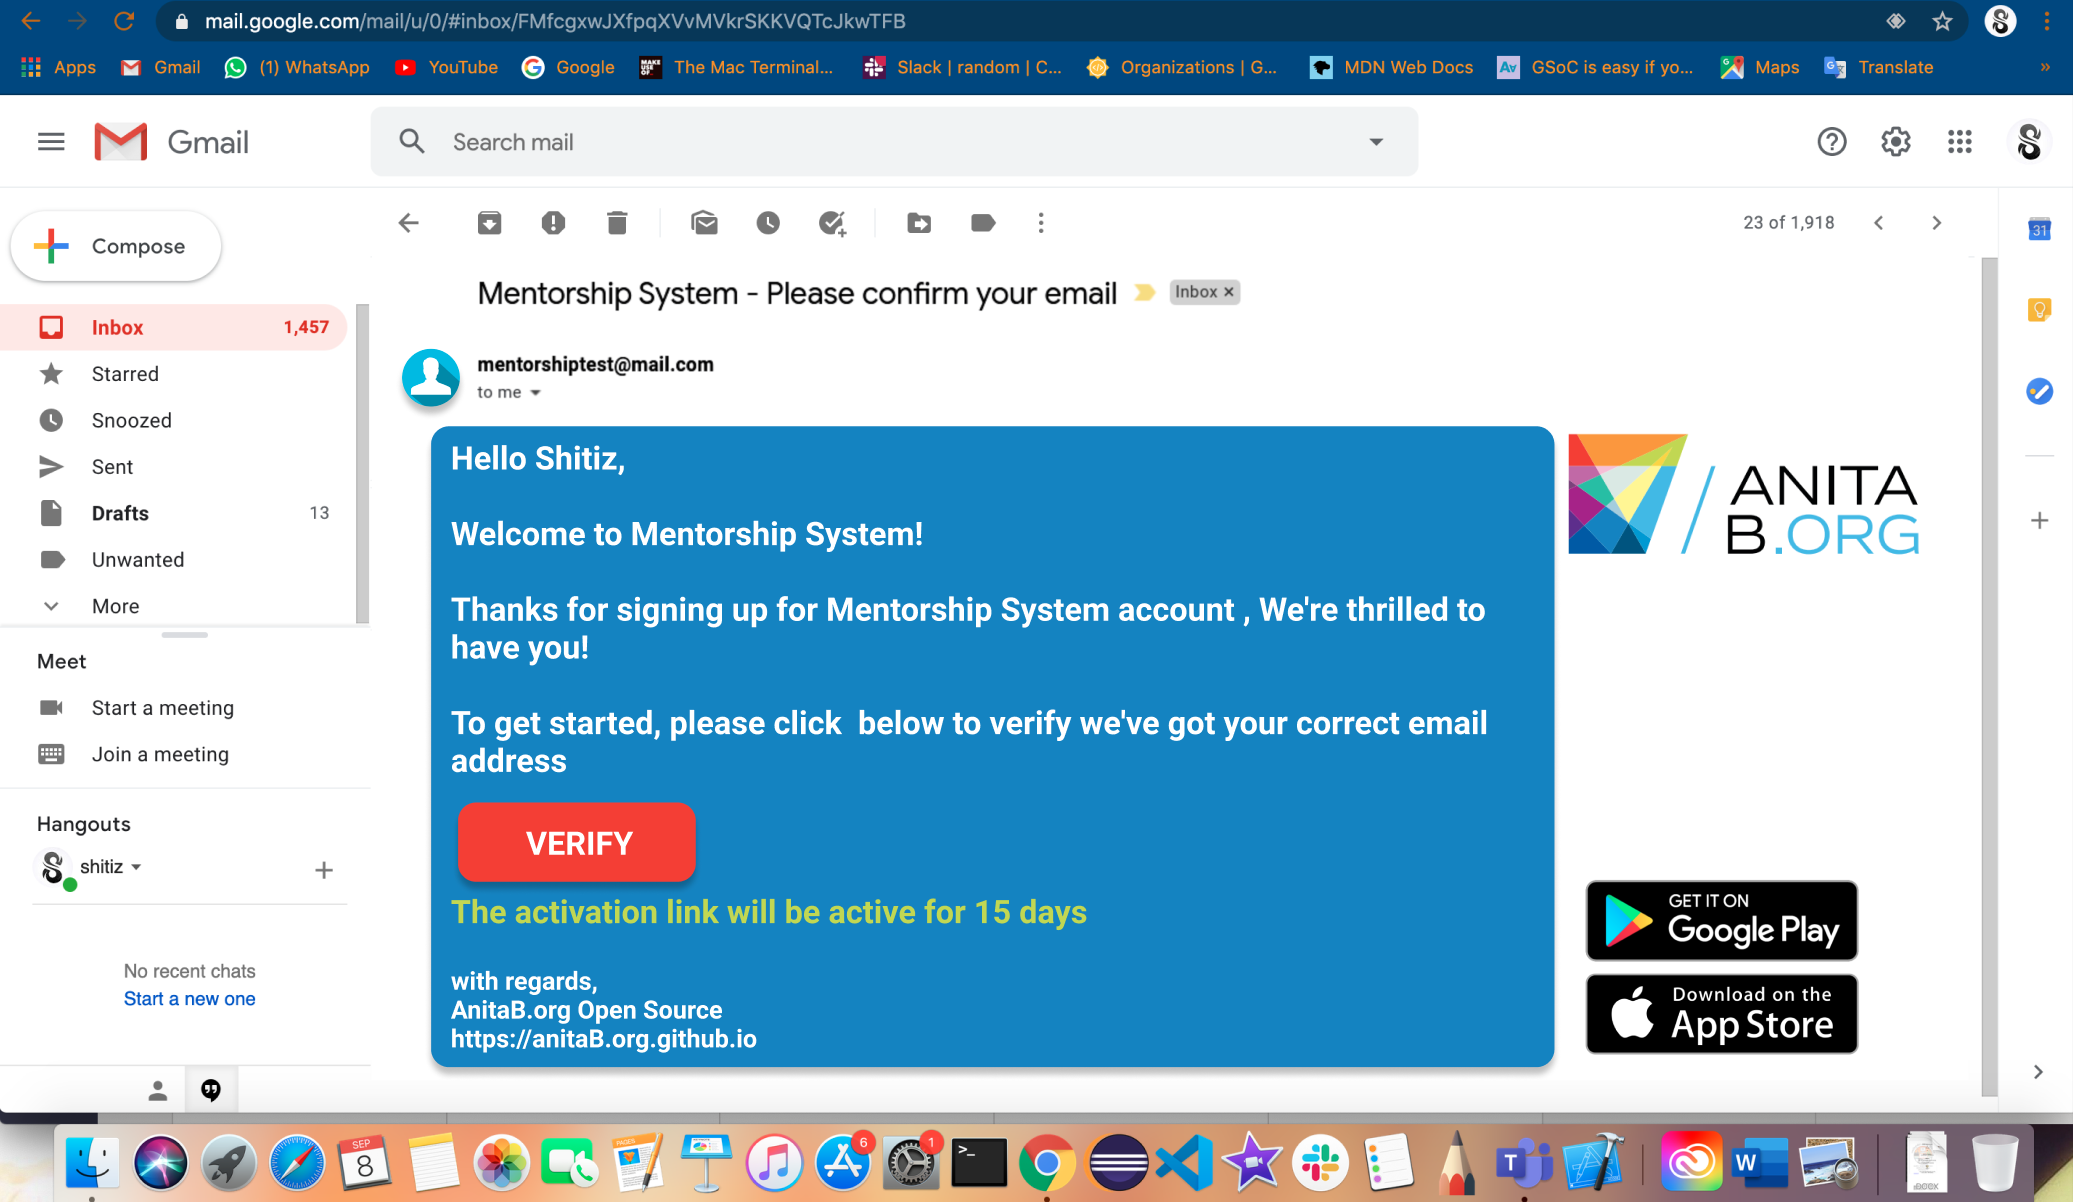 mail.google.com/mail/u/0/#inbox/FMfcgxwJXfpqXVvMVkrSKKVQTcJkwTFB
Apps Gmail (1) WhatsApp YouTube Google The Mac Terminal... Slack | random | C... Organizations | G... MDN Web Docs GSoC is easy if yo... Maps Translate »
Gmail
Search mail
Compose
23 of 1,918
Inbox 1,457
Starred
Snoozed
Sent
Drafts 13
Unwanted
More
Meet
Start a meeting
Join a meeting
Hangouts
shitiz
No recent chats
Start a new one
Mentorship System - Please confirm your email
Inbox ×
mentorshiptest@mail.com
to me
Hello Shitiz,
Welcome to Mentorship System!
Thanks for signing up for Mentorship System account , We're thrilled to
have you!
To get started, please click  below to verify we've got your correct email
address
VERIFY
The activation link will be active for 15 days
with regards,
AnitaB.org Open Source
https://anitaB.org.github.io
ANITA
B.ORG
GET IT ON
Google Play
Download on the
App Store
31
SEP
8
PAGES
6
1
>_
T
W